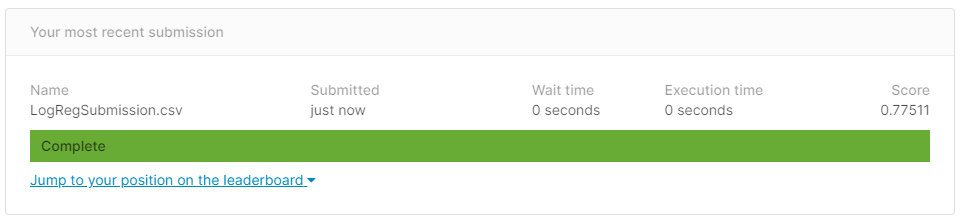 Your most recent submission
Name Submitted Wait time Execution time Score
LogRegSubmission.csv just now 0 seconds 0 seconds 0.77511
Complete
Jump to your position on the leaderboard